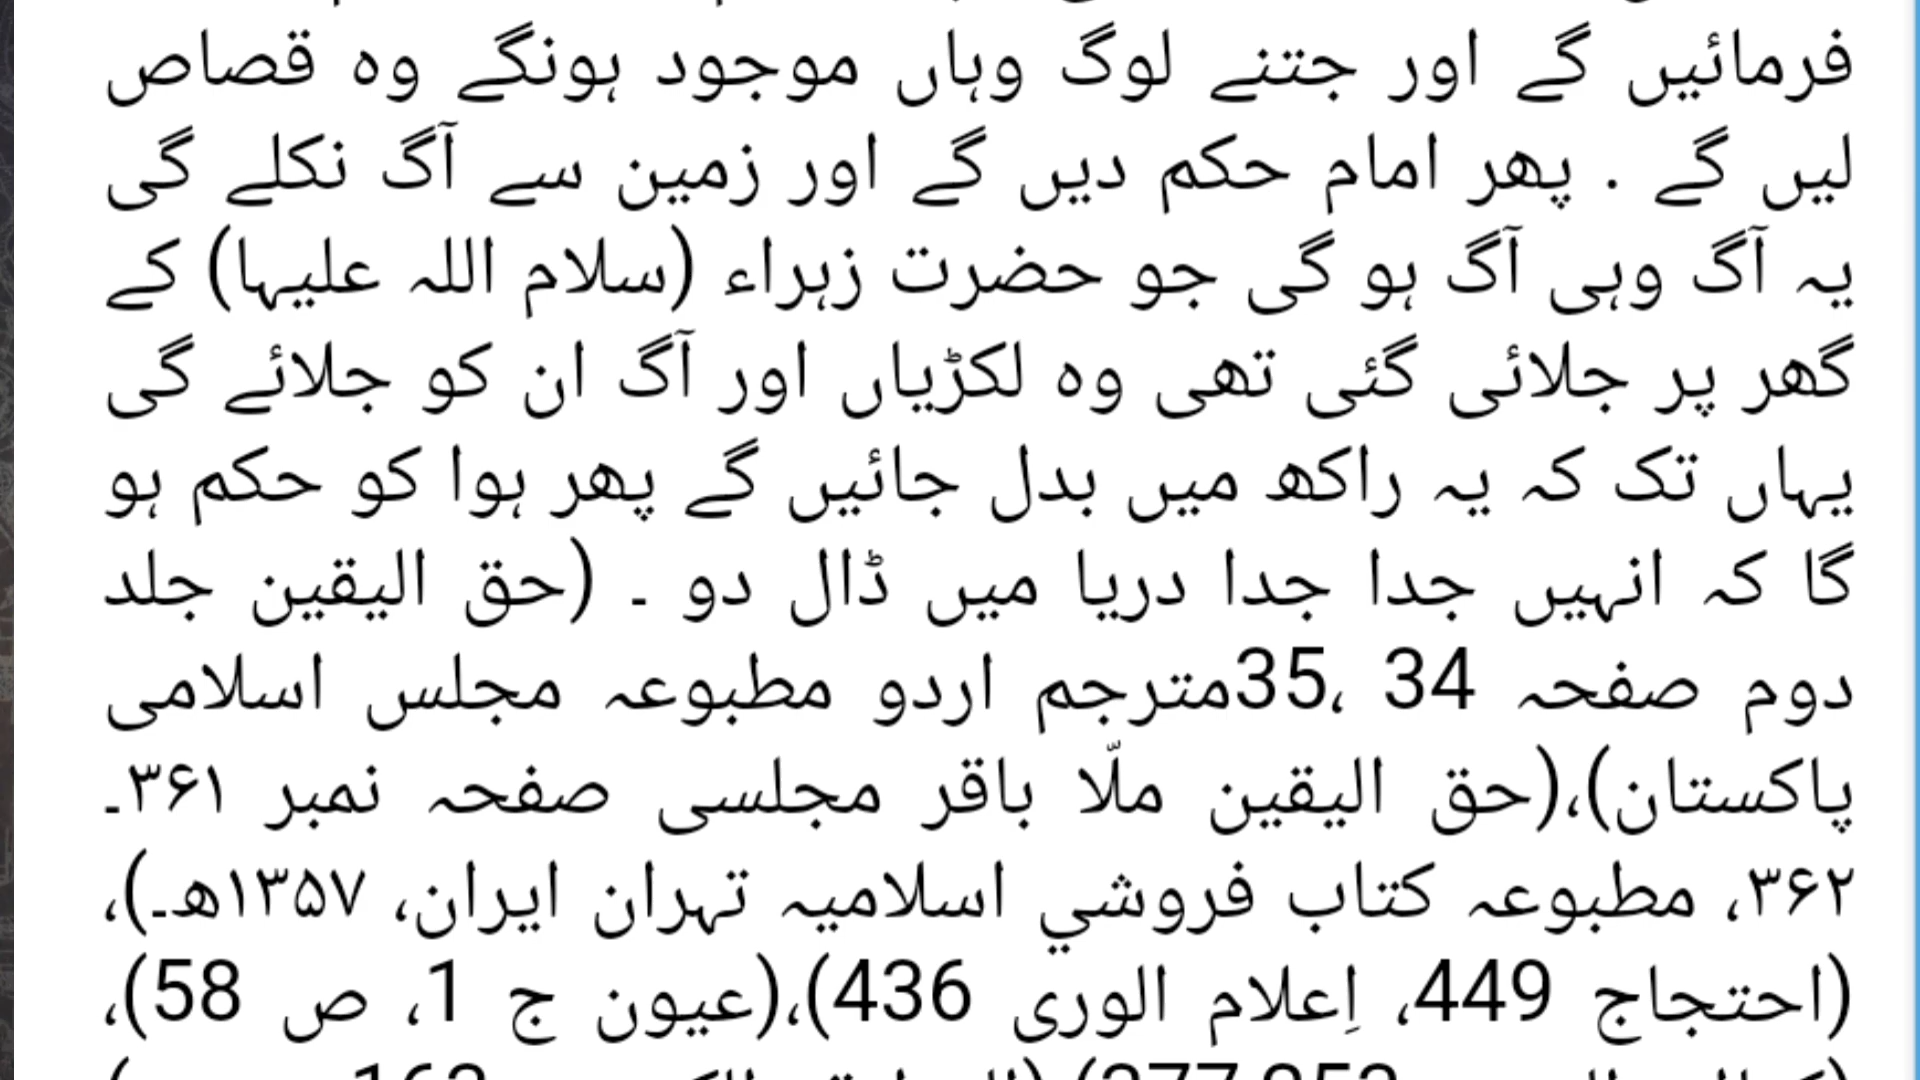 فرمائیں گے اور جتنے لوگ وہاں موجود ہونگے وہ قصاص
لیں گے . پھر امام حکم دیں گے اور زمین سے آگ نکلے گی
یہ آگ وہی آگ ہو گی جو حضرت زہراء (سلام اللہ علیہا) کے
گھر پر جلائی گئی تھی وہ لکڑیاں اور آگ ان کو جلائے گی
یہاں تک کہ یہ راکھ میں بدل جائیں گے پھر ہوا کو حکم ہو
گا کہ انہیں جدا جدا دریا میں ڈال دو ۔ (حق الیقین جلد
دوم صفحہ 34 ،35مترجم اردو مطبوعہ مجلس اسلامی
پاکستان)،(حق الیقین ملّا باقر مجلسی صفحہ نمبر ۳۶۱۔
۳۶۲، مطبوعہ کتاب فروشي اسلامیہ تہران ایران، ۱۳۵۷ھ۔)،
(احتجاج 449، اِعلام الوری 436)،(عیون ج 1، ص 58)،